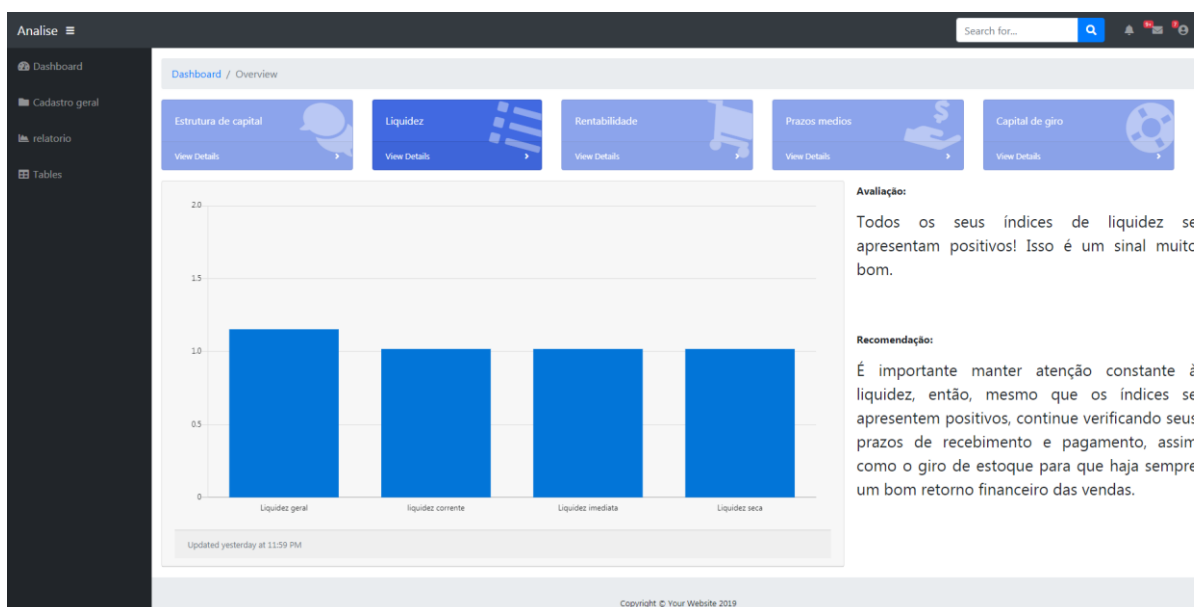 Analise
Search for...
9+
7
Dashboard
Cadastro geral
relatorio
Tables
Dashboard / Overview
Estrutura de capital
View Details
Liquidez
View Details
Rentabilidade
View Details
Prazos medios
View Details
Capital de giro
View Details
2.0
1.5
1.0
0.5
0
Liquidez geral
liquidez corrente
Liquidez imediata
Liquidez seca
Updated yesterday at 11:59 PM
Avaliação:
Todos os seus índices de liquidez se
apresentam positivos! Isso é um sinal muito
bom.
Recomendação:
É importante manter atenção constante à
liquidez, então, mesmo que os índices se
apresentem positivos, continue verificando seus
prazos de recebimento e pagamento, assim
como o giro de estoque para que haja sempre
um bom retorno financeiro das vendas.
Copyright © Your Website 2019